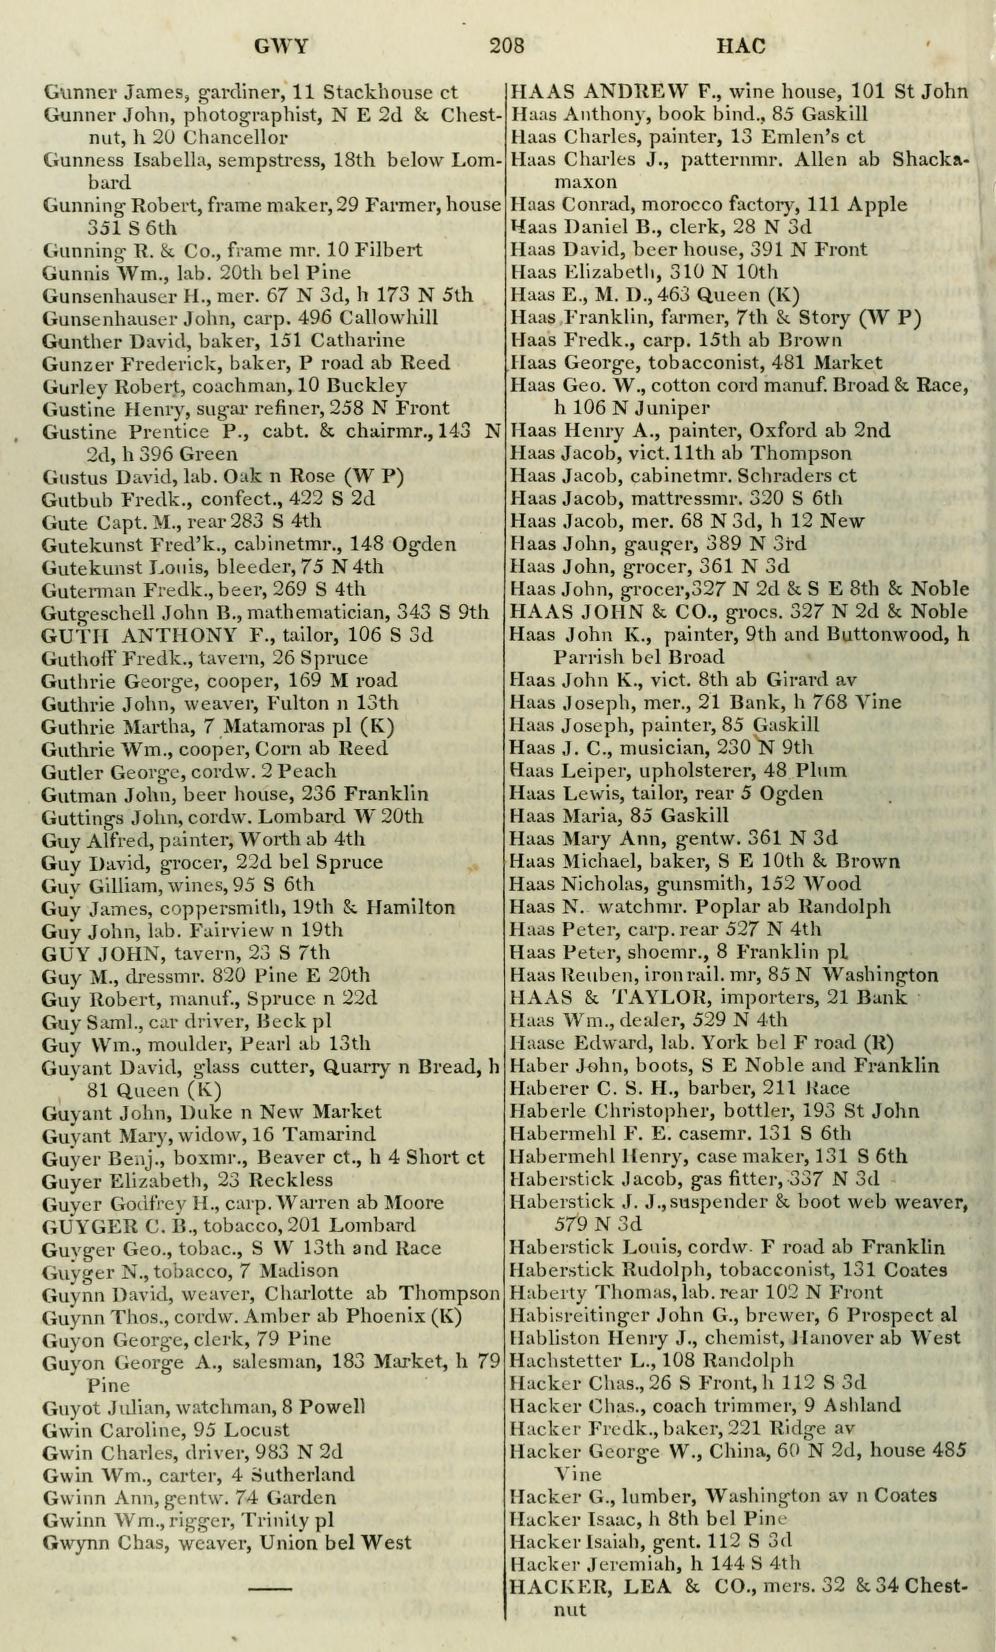 GWY 208 HAC
Gunner James, gardiner, 11 Stackhouse ct
Gunner John, photographist, N E 2d & Chest-
nut, h 20 Chancellor
Gunness Isabella, sempstress, 18th below Lom-
bard
Gunning Robert, frame maker, 29 Farmer, house
351 S 6th
Gunning R. & Co., frame mr. 10 Filbert
Gunnis Wm., lab. 20th bel Pine
Gunsenhauser H., mer. 67 N 3d, h 173 N 5th
Gunsenhauser John, carp. 496 Callowhill
Gunther David, baker, 151 Catharine
Gunzer Frederick, baker, P road ab Reed
Gurley Robert, coachman, 10 Buckley
Gustine Henry, sugar refiner, 258 N Front
Gustine Prentice P., cabt. & chairmr., 143 N
2d, h 396 Green
Gustus David, lab. Oak n Rose (W P)
Gutbub Fredk., confect., 422 S 2d
Gute Capt. M., rear 283 S 4th
Gutekunst Fred'k., cabinetmr., 148 Ogden
Gutekunst Louis, bleeder, 75 N 4th
Guterman Fredk., beer, 269 S 4th
Gutgeschell John B., mathematician, 343 S 9th
GUTH ANTHONY F., tailor, 106 S 3d
Guthoff Fredk., tavern, 26 Spruce
Guthrie George, cooper, 169 M road
Guthrie John, weaver, Fulton n 13th
Guthrie Martha, 7 Matamoras pl (K)
Guthrie Wm., cooper, Corn ab Reed
Gutler George, cordw. 2 Peach
Gutman John, beer house, 236 Franklin
Guttings John, cordw. Lombard W 20th
Guy Alfred, painter, Worth ab 4th
Guy David, grocer, 22d bel Spruce
Guy Gilliam, wines, 95 S 6th
Guy James, coppersmith, 19th & Hamilton
Guy John, lab. Fairview n 19th
GUY JOHN, tavern, 23 S 7th
Guy M., dressmr. 820 Pine E 20th
Guy Robert, manuf., Spruce n 22d
Guy Saml., car driver, Beck pl
Guy Wm., moulder, Pearl ab 13th
Guyant David, glass cutter, Quarry n Bread, h
81 Queen (K)
Guyant John, Duke n New Market
Guyant Mary, widow, 16 Tamarind
Guyer Benj., boxmr., Beaver ct., h 4 Short ct
Guyer Elizabeth, 23 Reckless
Guyer Godfrey H., carp. Warren ab Moore
GUYGER C. B., tobacco, 201 Lombard
Guyger Geo., tobac., S W 13th and Race
Guyger N., tobacco, 7 Madison
Guynn David, weaver, Charlotte ab Thompson
Guynn Thos., cordw. Amber ab Phoenix (K)
Guyon George, clerk, 79 Pine
Guyon George A., salesman, 183 Market, h 79
Pine
Guyot Julian, watchman, 8 Powell
Gwin Caroline, 95 Locust
Gwin Charles, driver, 983 N 2d
Gwin Wm., carter, 4 Sutherland
Gwinn Ann, gentw. 74 Garden
Gwinn Wm., rigger, Trinity pl
Gwynn Chas, weaver, Union bel West
HAAS ANDREW F., wine house, 101 St John
Haas Anthony, book bind., 85 Gaskill
Haas Charles, painter, 13 Emlen's ct
Haas Charles J., patternmr. Allen ab Shacka-
maxon
Haas Conrad, morocco factory, 111 Apple
Haas Daniel B., clerk, 28 N 3d
Haas David, beer house, 391 N Front
Haas Elizabeth, 310 N 10th
Haas E., M. D., 463 Queen (K)
Haas Franklin, farmer, 7th & Story (W P)
Haas Fredk., carp. 15th ab Brown
Haas George, tobacconist, 481 Market
Haas Geo. W., cotton cord manuf. Broad & Race,
h 106 N Juniper
Haas Henry A., painter, Oxford ab 2nd
Haas Jacob, vict. 11th ab Thompson
Haas Jacob, cabinetmr. Schraders ct
Haas Jacob, mattressmr. 320 S 6th
Haas Jacob, mer. 68 N 3d, h 12 New
Haas John, gauger, 389 N 3rd
Haas John, grocer, 361 N 3d
Haas John, grocer, 327 N 2d & S E 8th & Noble
HAAS JOHN & CO., grocs. 327 N 2d & Noble
Haas John K., painter, 9th and Buttonwood, h
Parrish bel Broad
Haas John K., vict. 8th ab Girard av
Haas Joseph, mer., 21 Bank, h 768 Vine
Haas Joseph, painter, 85 Gaskill
Haas J. C., musician, 230 N 9th
Haas Leiper, upholsterer, 48 Plum
Haas Lewis, tailor, rear 5 Ogden
Haas Maria, 85 Gaskill
Haas Mary Ann, gentw. 361 N 3d
Haas Michael, baker, S E 10th & Brown
Haas Nicholas, gunsmith, 152 Wood
Haas N. watchmr. Poplar ab Randolph
Haas Peter, carp. rear 527 N 4th
Haas Peter, shoemr., 8 Franklin pl
Haas Reuben, iron rail. mr, 85 N Washington
HAAS & TAYLOR, importers, 21 Bank
Haas Wm., dealer, 529 N 4th
Haase Edward, lab. York bel F road (R)
Haber John, boots, S E Noble and Franklin
Haberer C. S. H., barber, 211 Race
Haberle Christopher, bottler, 193 St John
Habermehl F. E. casemr. 131 S 6th
Habermehl Henry, case maker, 131 S 6th
Haberstick Jacob, gas fitter, 337 N 3d
Haberstick J. J., suspender & boot web weaver,
579 N 3d
Haberstick Louis, cordw. F road ab Franklin
Haberstick Rudolph, tobacconist, 131 Coates
Haberty Thomas, lab. rear 102 N Front
Habisreitinger John G., brewer, 6 Prospect al
Habliston Henry J., chemist, Hanover ab West
Hachstetter L., 108 Randolph
Hacker Chas., 26 S Front, h 112 S 3d
Hacker Chas., coach trimmer, 9 Ashland
Hacker Fredk., baker, 221 Ridge av
Hacker George W., China, 60 N 2d, house 485
Vine
Hacker G., lumber, Washington av n Coates
Hacker Isaac, h 8th bel Pine
Hacker Isaiah, gent. 112 S 3d
Hacker Jeremiah, h 144 S 4th
HACKER, LEA & CO., mers. 32 & 34 Chest-
nut